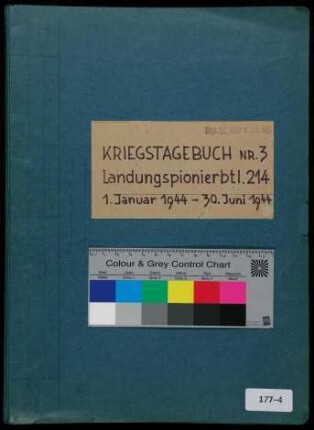 KRIEGSTAGEBUCH NR.3
Landungspionierbtl.214
1. Januar 1944 – 30. Juni 1944
Colour & Grey Control Chart
177-4